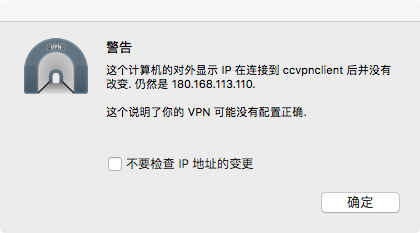 VPN
警告
这个计算机的对外显示 IP 在连接到 ccvpnclient 后并没有
改变. 仍然是 180.168.113.110.
这个说明了你的 VPN 可能没有配置正确.
不要检查 IP 地址的变更
确定